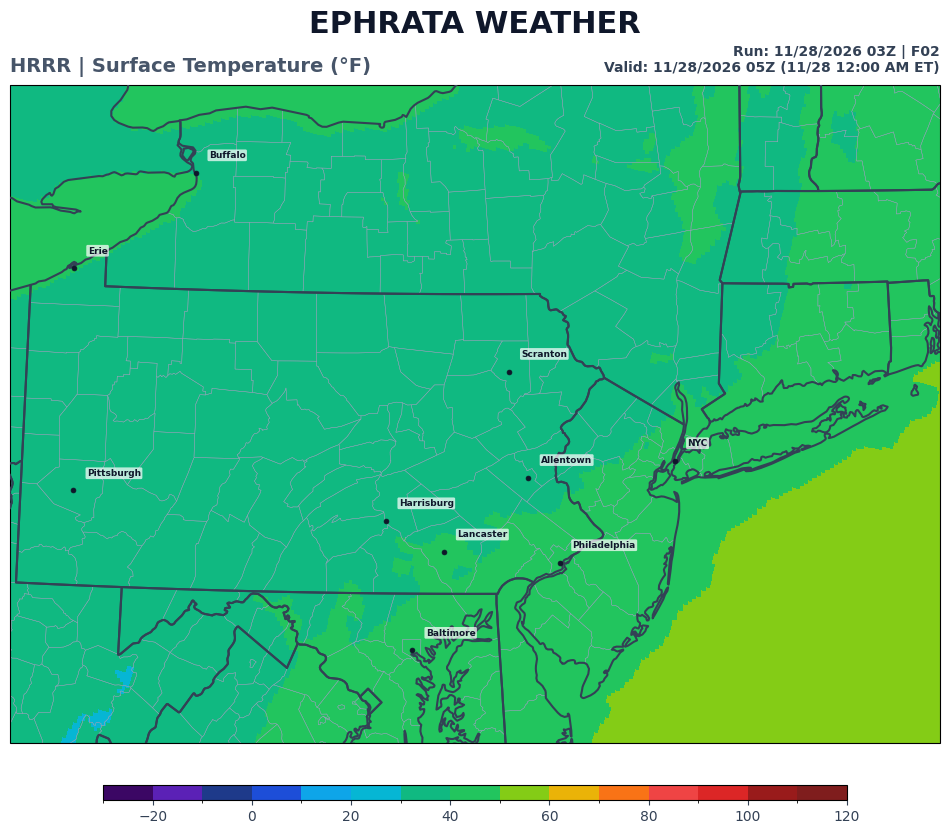 EPHRATA WEATHER
HRRR | Surface Temperature (°F)
Run: 11/28/2026 03Z | F02
Valid: 11/28/2026 05Z (11/28 12:00 AM ET)
Buffalo
Erie
Scranton
NYC
Allentown
Pittsburgh
Harrisburg
Lancaster
Philadelphia
Baltimore
−20 0 20 40 60 80 100 120